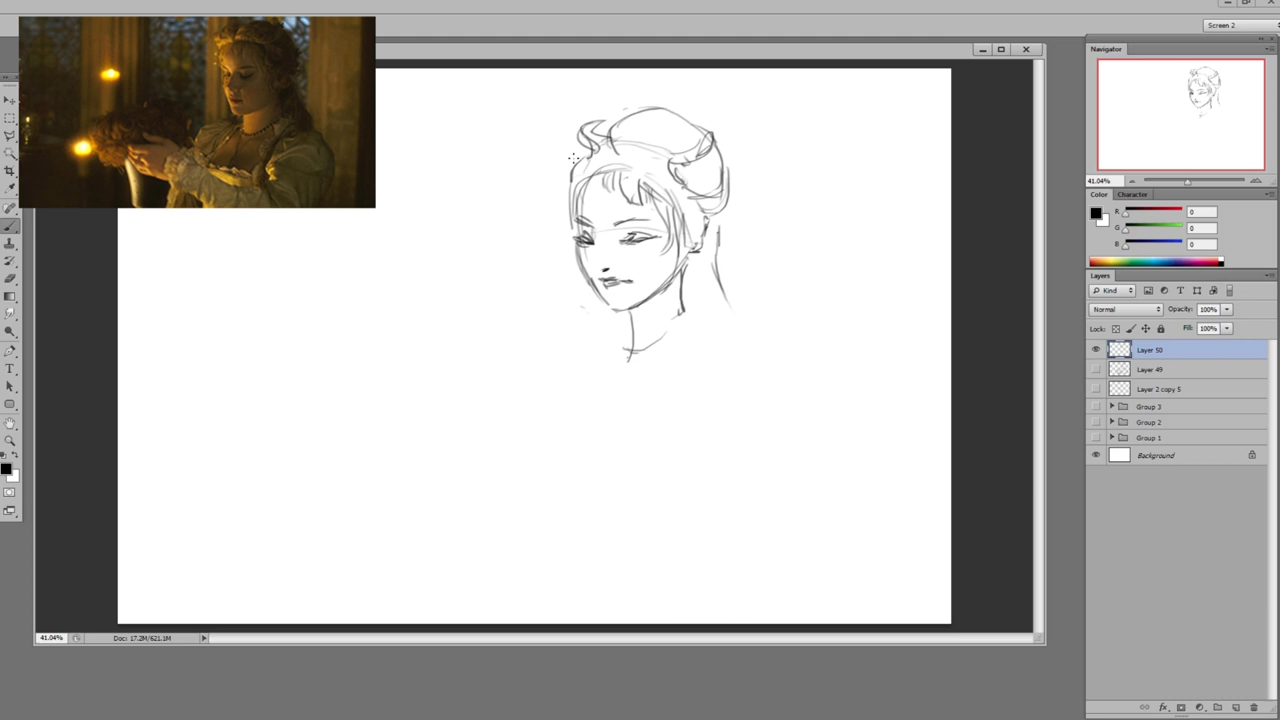 Screen 2
Navigator
41.04%
Color
Character
R
0
G
0
B
0
Layers
Kind
Normal
Opacity:
100%
Lock:
Fill:
100%
Layer 50
Layer 49
Layer 2 copy 5
Group 3
Group 2
Group 1
Background
41.04%
Doc: 17.2M/621.1M